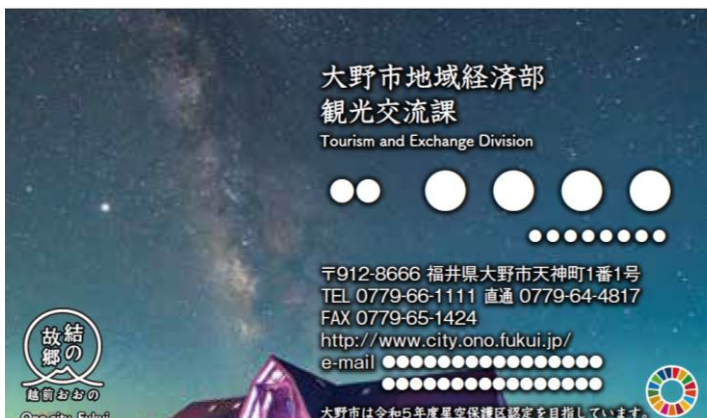 大野市地域経済部
観光交流課
Tourism and Exchange Division
●● ●●●●
●●●●●●●●
〒912-8666 福井県大野市天神町1番1号
TEL 0779-66-1111 直通 0779-64-4817
FAX 0779-65-1424
http://www.city.ono.fukui.jp/
e-mail ●●●●●●●●●●●●●●●●
●●●●●●●●●●●●●●●●
大野市は令和5年度星空保護区認定を目指しています。
結の
故郷
越前おおの
Ono city, Fukui